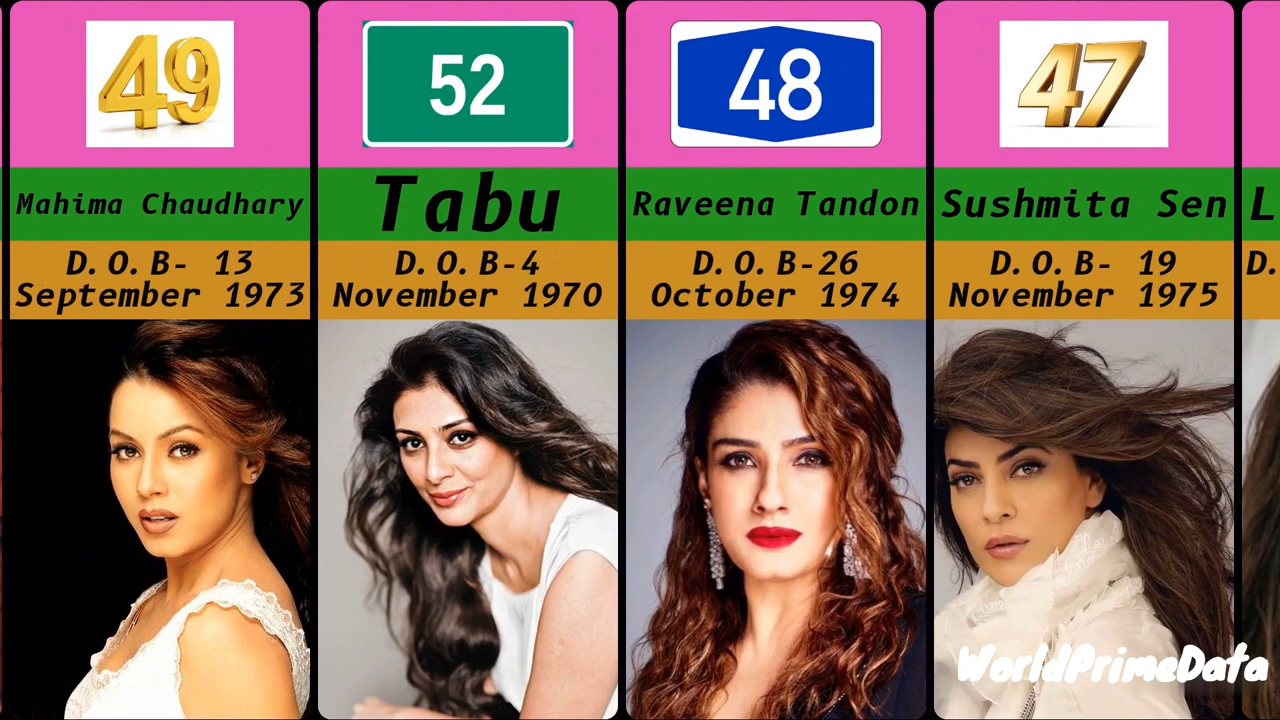 49
Mahima Chaudhary
D.O.B- 13
September 1973
52
Tabu
D.O.B-4
November 1970
48
Raveena Tandon
D.O.B-26
October 1974
47
Sushmita Sen
D.O.B- 19
November 1975
L
D.
WorldPrimeData